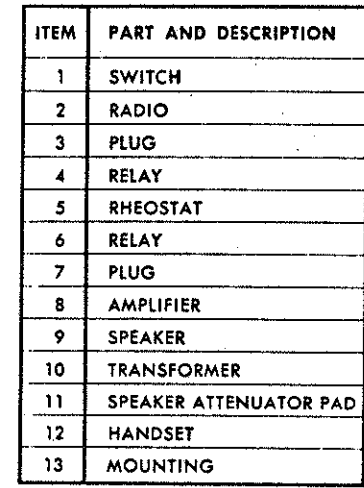 ITEM PART AND DESCRIPTION
1 SWITCH
2 RADIO
3 PLUG
4 RELAY
5 RHEOSTAT
6 RELAY
7 PLUG
8 AMPLIFIER
9 SPEAKER
10 TRANSFORMER
11 SPEAKER ATTENUATOR PAD
12 HANDSET
13 MOUNTING